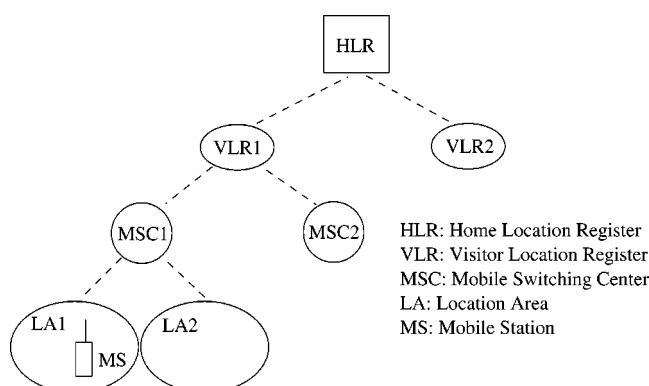 HLR
VLR1
VLR2
MSC1
MSC2
HLR: Home Location Register
VLR: Visitor Location Register
MSC: Mobile Switching Center
LA: Location Area
MS: Mobile Station
LA1
LA2
MS